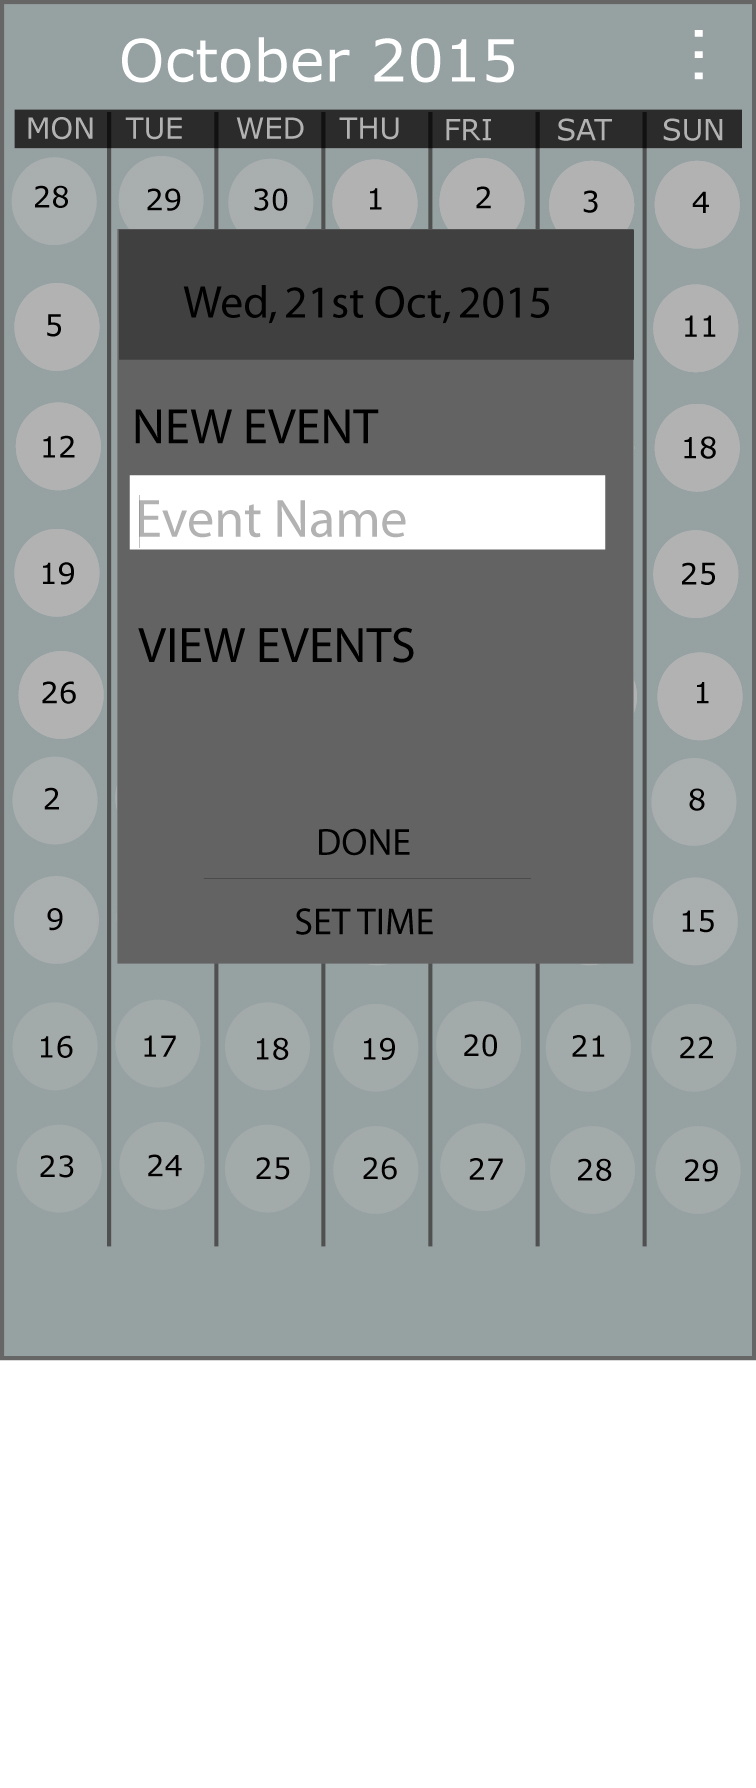 October 2015
MON TUE WED THU FRI SAT SUN
28 29 30 1 2 3 4
Wed, 21st Oct, 2015
5 11
NEW EVENT
12 18
Event Name
19 25
VIEW EVENTS
26 1
2 8
DONE
9 15
SET TIME
16 17 18 19 20 21 22
23 24 25 26 27 28 29